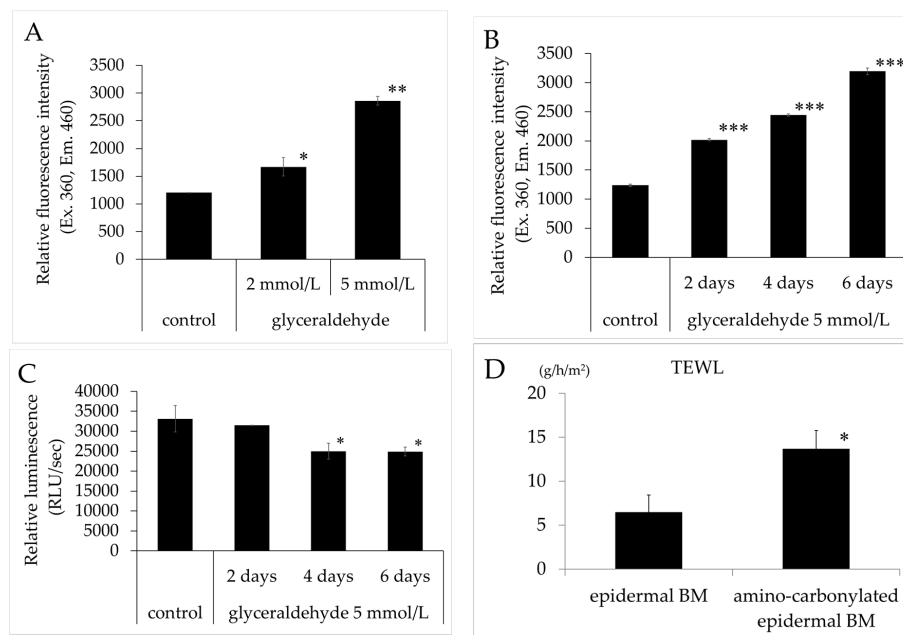 A
Relative fluorescence intensity
(Ex. 360, Em. 460)
3500
3000
2500
2000
1500
1000
500
0
*
**
2 mmol/L
5 mmol/L
control
glyceraldehyde
B
Relative fluorescence intensity
(Ex. 360, Em. 460)
3500
3000
2500
2000
1500
1000
500
0
***
***
***
2 days
4 days
6 days
control
glyceraldehyde 5 mmol/L
C
Relative luminescence
(RLU/sec)
40000
35000
30000
25000
20000
15000
10000
5000
0
*
*
2 days
4 days
6 days
control
glyceraldehyde 5 mmol/L
D
(g/h/m²)
TEWL
20
15
10
5
0
*
epidermal BM
amino-carbonylated
epidermal BM